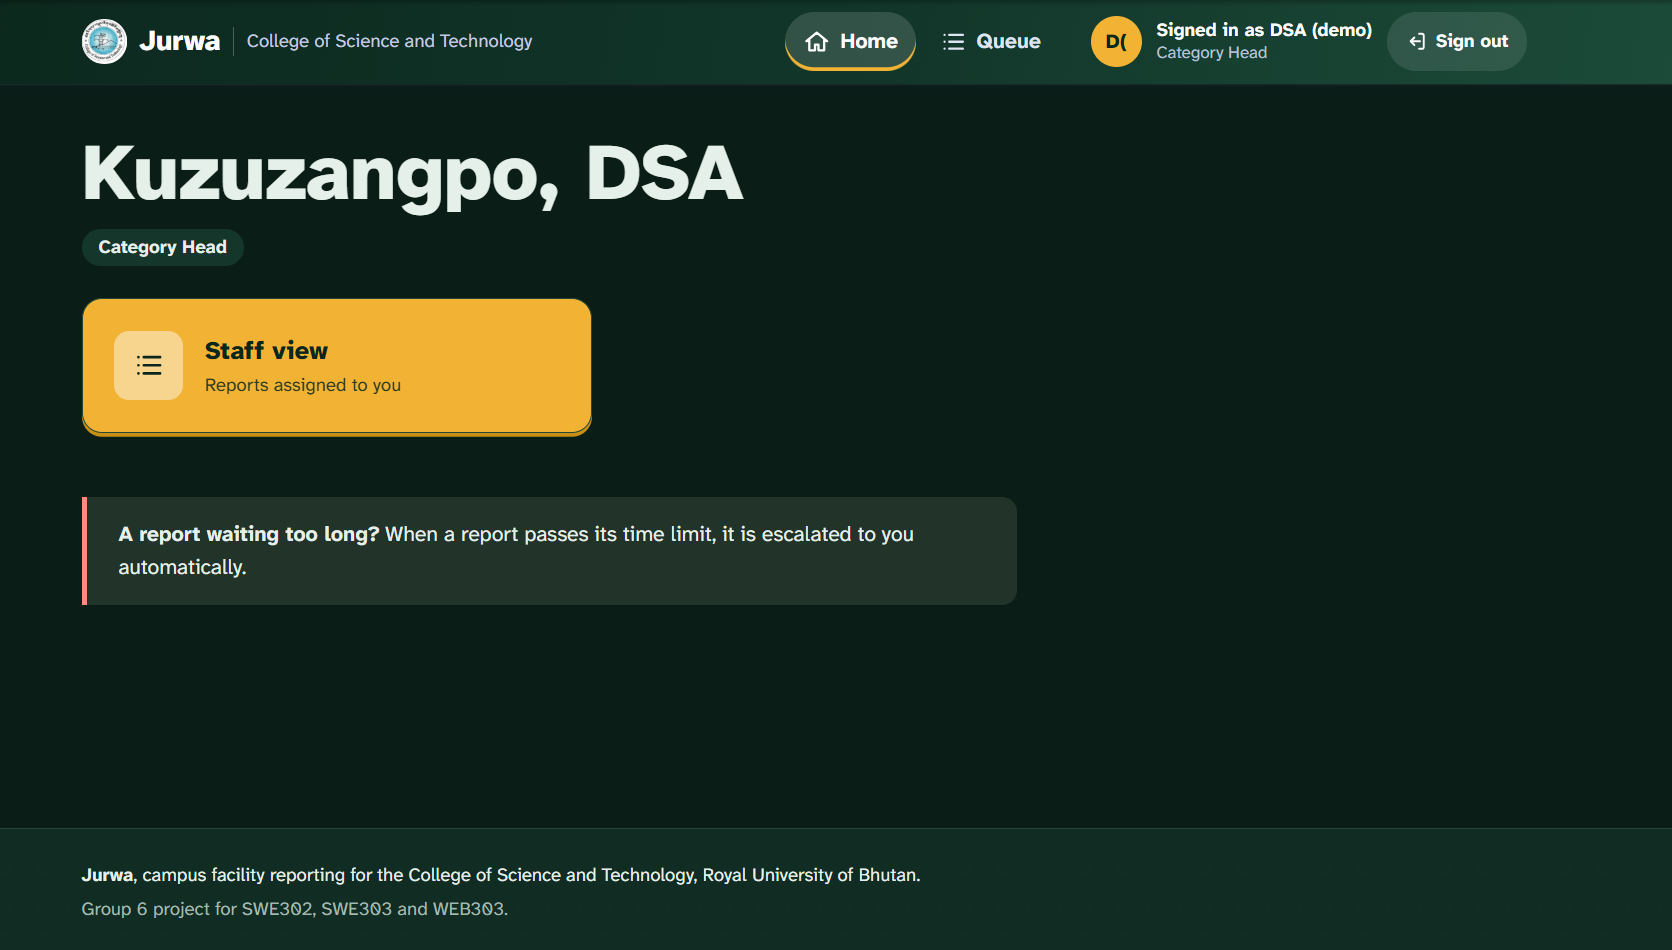 Jurwa
College of Science and Technology
Home
Queue
D(
Signed in as DSA (demo)
Category Head
Sign out
Kuzuzangpo, DSA
Category Head
Staff view
Reports assigned to you
A report waiting too long? When a report passes its time limit, it is escalated to you
automatically.
Jurwa, campus facility reporting for the College of Science and Technology, Royal University of Bhutan.
Group 6 project for SWE302, SWE303 and WEB303.